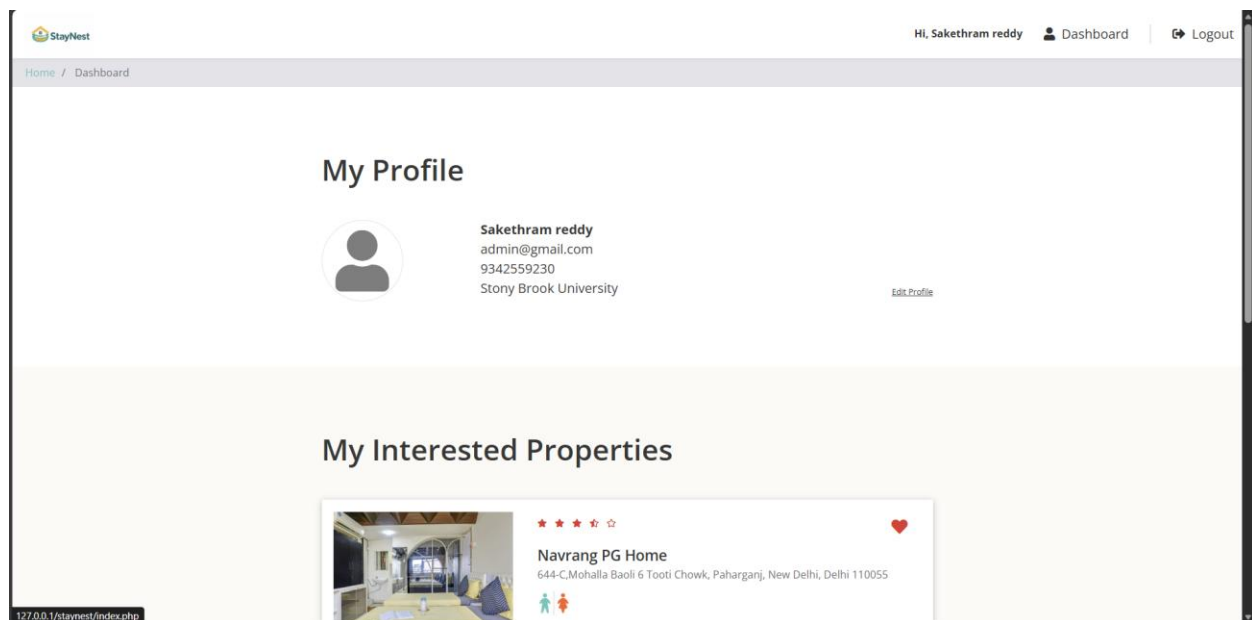 StayNest
Hi, Sakethram reddy Dashboard Logout
Home / Dashboard
My Profile
Sakethram reddy
admin@gmail.com
9342559230
Stony Brook University
Edit Profile
My Interested Properties
Navrang PG Home
644-C,Mohalla Baoli 6 Tooti Chowk, Paharganj, New Delhi, Delhi 110055
127.0.0.1/staynest/index.php